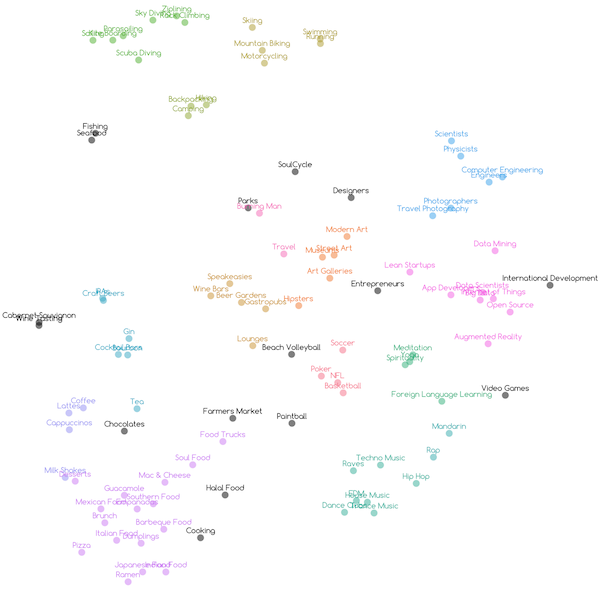 Ziplining
Sky Diving
Rock Climbing
Skiing
Parasailing
Swimming
Running
Mountain Biking
Scuba Diving
Motorcycling
Backpacking
Hiking
Camping
Fishing
Seafood
Scientists
Physicists
SoulCycle
Computer Engineering
Engineers
Designers
Parks
Burning Man
Photographers
Travel Photography
Modern Art
Travel
Museums
Street Art
Data Mining
Lean Startups
Speakeasies
Art Galleries
International Development
Wine Bars
Entrepreneurs
App Developers
Data Scientists
Internet of Things
IPAs
Craft Beers
Beer Gardens
Gastropubs
Hipsters
Open Source
Cabernet Sauvignon
Wine Tasting
Gin
Lounges
Augmented Reality
Cocktail Bars
Beach Volleyball
Soccer
Meditation
Yoga
Spirituality
Poker
NFL
Basketball
Video Games
Foreign Language Learning
Coffee
Lattes
Tea
Farmers Market
Paintball
Cappuccinos
Chocolates
Mandarin
Food Trucks
Rap
Soul Food
Techno Music
Raves
Milk Shakes
Desserts
Mac & Cheese
Hip Hop
Guacamole
Halal Food
Mexican Food
Southern Food
Empanadas
EDM
House Music
Dance Clubs
Trance Music
Brunch
Barbeque Food
Italian Food
Dumplings
Cooking
Pizza
Japanese Food
Indian Food
Ramen